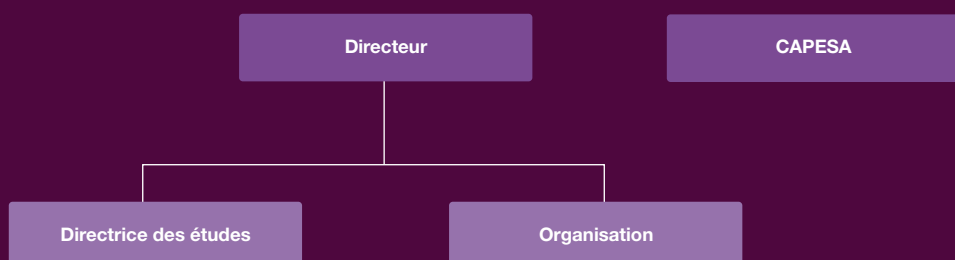 Directeur
CAPESA
Directrice des études
Organisation